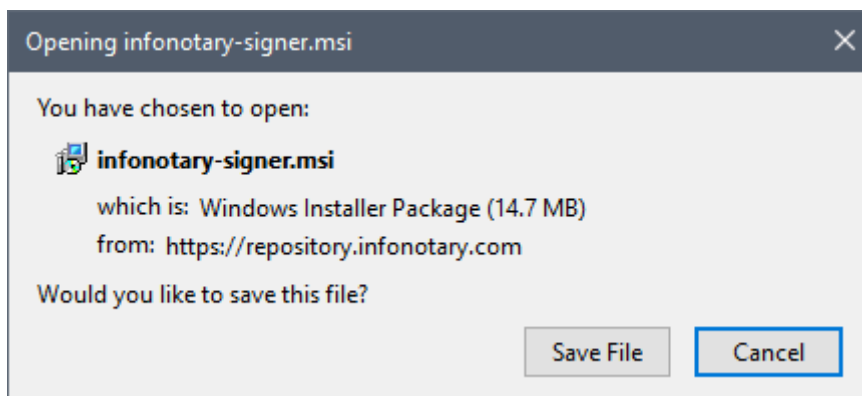 Opening infonotary-signer.msi
You have chosen to open:
infonotary-signer.msi
which is: Windows Installer Package (14.7 MB)
from: https://repository.infonotary.com
Would you like to save this file?
Save File Cancel